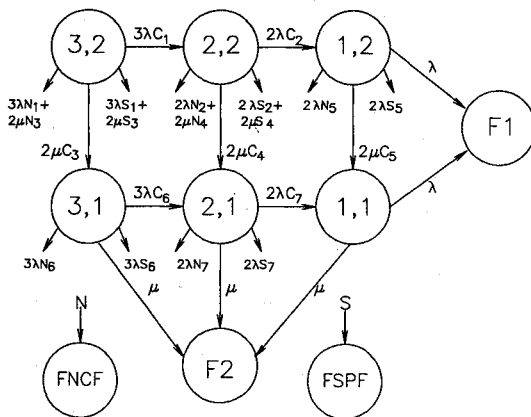 3,2
3λC₁
2,2
2λC₂
1,2
λ
3λN₁+
2μN₃
3λS₁+
2μS₃
2λN₂+
2μN₄
2λS₂+
2μS₄
2λN₅
2λS₅
F1
2μC₃
2μC₄
2μC₅
λ
3,1
3λC₆
2,1
2λC₇
1,1
3λN₆
3λS₆
2λN₇
2λS₇
μ
μ
μ
N
S
FNCF
F2
FSPF